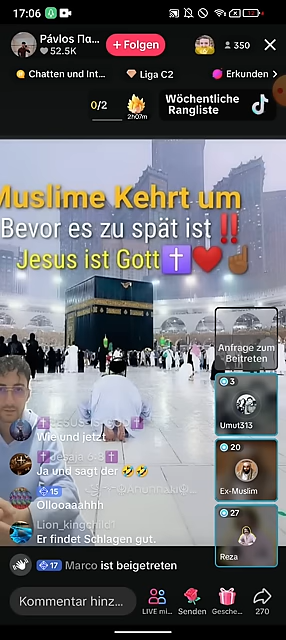 17:06
Pávlos Πα...
52.5K
+ Folgen
350
Chatten und Int...
Liga C2
Erkunden >
0/2
2h07m
Wöchentliche
Rangliste
Muslime Kehrt um
Bevor es zu spät ist‼️
Jesus ist Gott✝️❤️☝🏾
Anfrage zum
Beitreten
3
Umut313
20
Ex-Muslim
27
Reza
Wie und jetzt
Ja und sagt der 🤣🤣
15
Ollooaaahhh
Lion_kingchild1
Er findet Schlagen gut.
17 Marco ist beigetreten
Kommentar hinz...
LIVE mi...
Senden
Gesche...
270